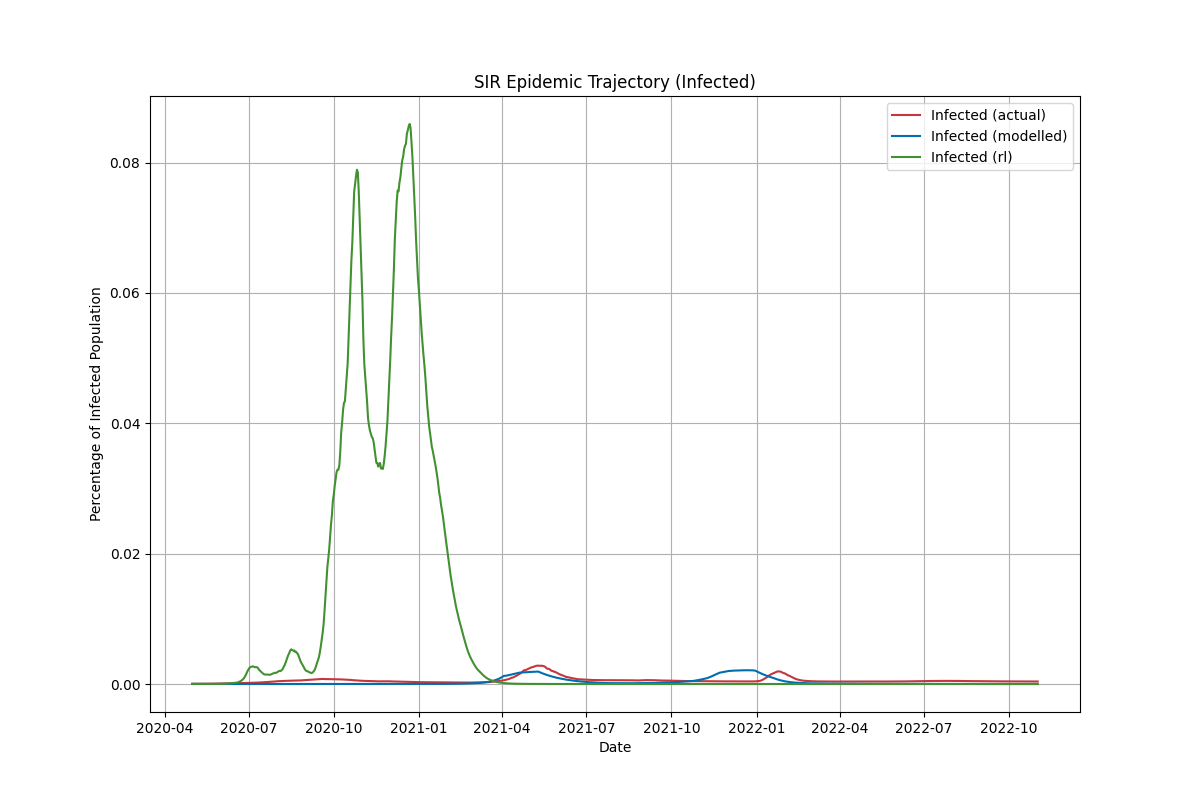 SIR Epidemic Trajectory (Infected)
Infected (actual)
Infected (modelled)
Infected (rl)
Percentage of Infected Population
0.08
0.06
0.04
0.02
0.00
2020-04 2020-07 2020-10 2021-01 2021-04 2021-07 2021-10 2022-01 2022-04 2022-07 2022-10
Date